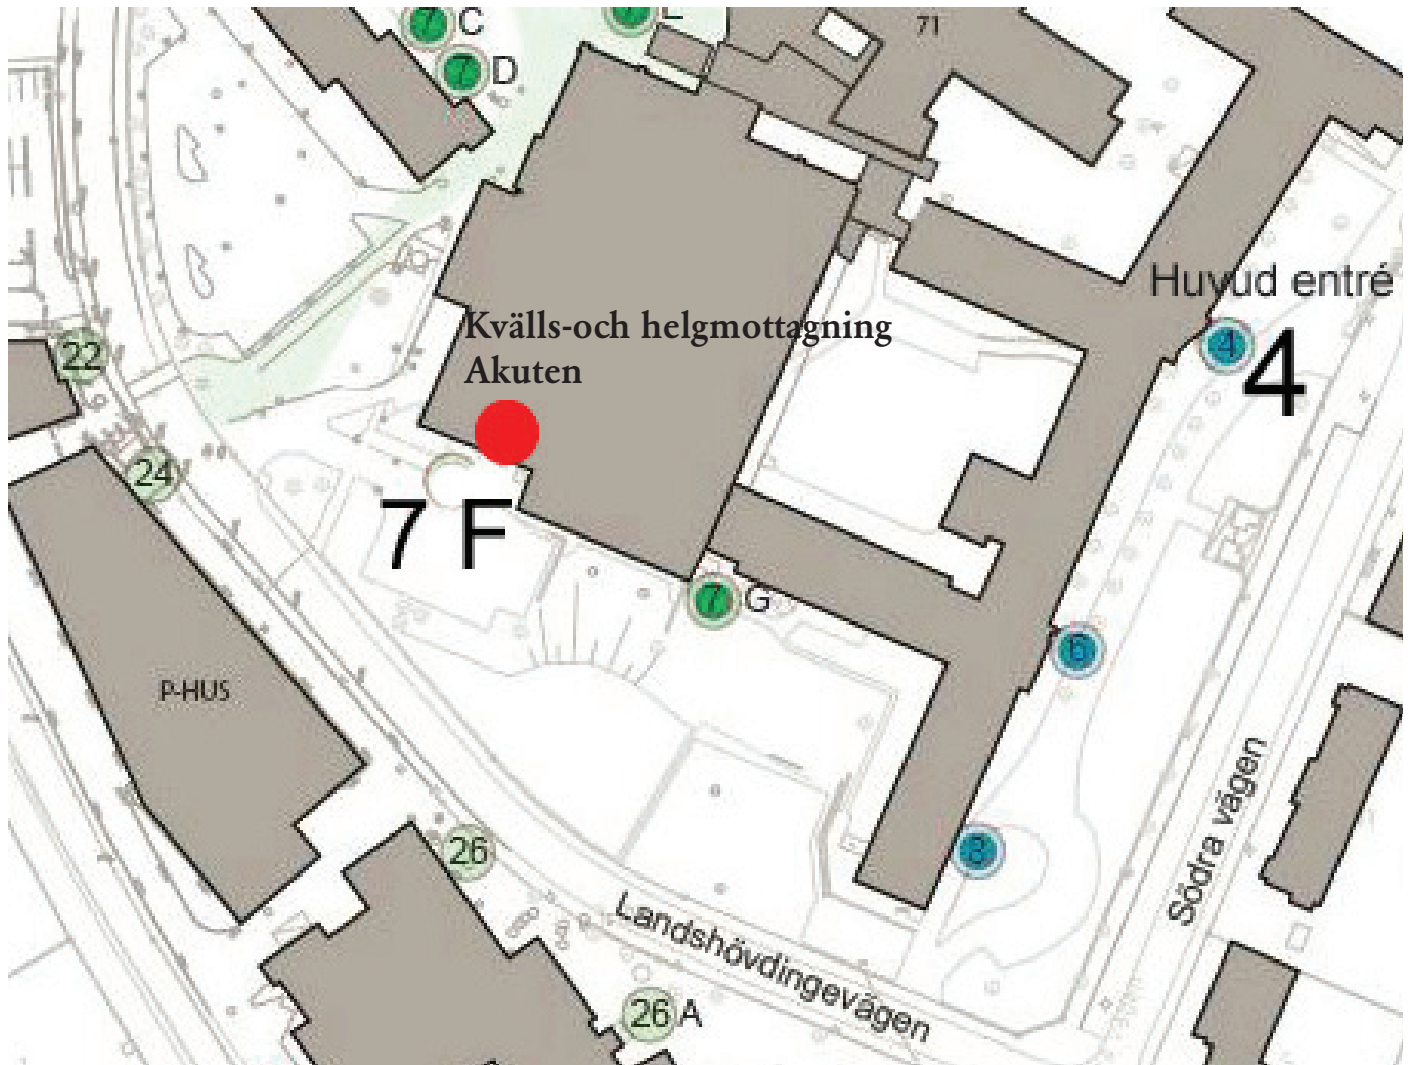 7 C
7
71
7 D
Huvud entré
4
4
Kvälls-och helgmottagning
Akuten
22
24
7 F
7 G
6
P-HUS
Södra vägen
26
8
Landshövdingevägen
26 A